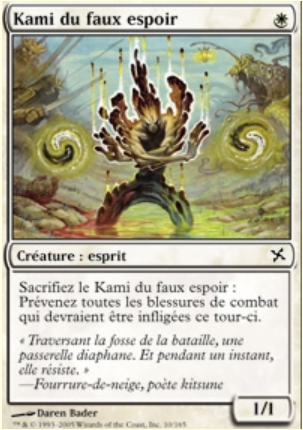 Kami du faux espoir
Créature : esprit
Sacrifiez le Kami du faux espoir :
Prévenez toutes les blessures de combat
qui devraient être infligées ce tour-ci.
« Traversant la fosse de la bataille, une
passerelle diaphane. Et pendant un instant,
elle résiste. »
—Fourrure-de-neige, poète kitsune
1/1
Daren Bader
™ & © 1993-2005 Wizards of the Coast, Inc. 10/165